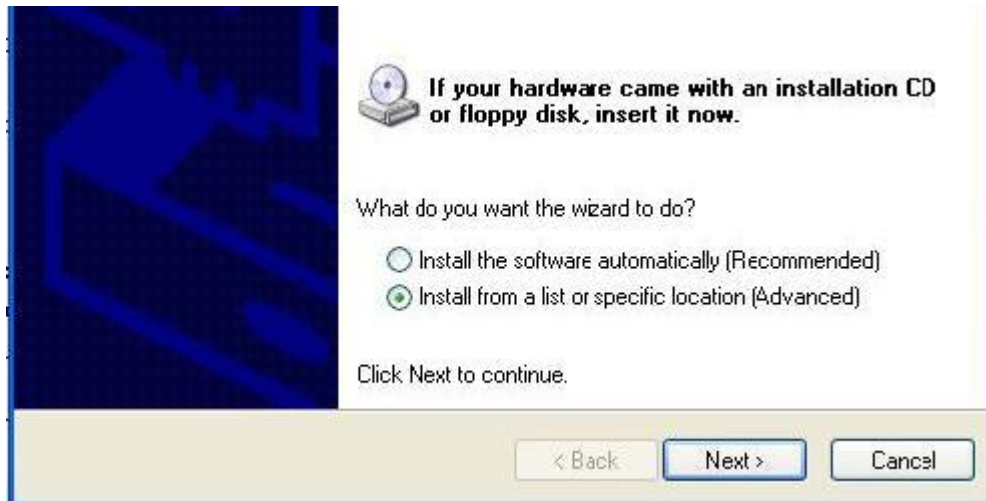 If your hardware came with an installation CD
or floppy disk, insert it now.
What do you want the wizard to do?
Install the software automatically (Recommended)
Install from a list or specific location (Advanced)
Click Next to continue.
< Back
Next >
Cancel